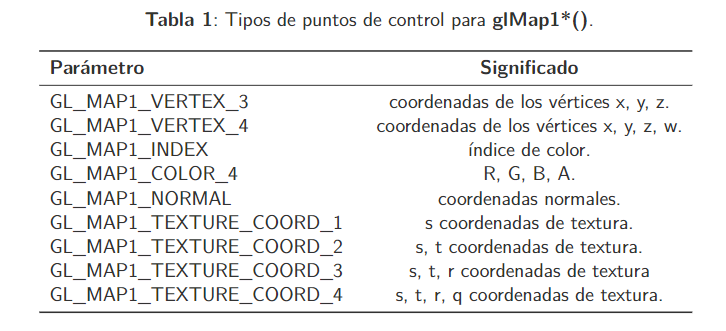 Tabla 1: Tipos de puntos de control para glMap1*().
Parámetro Significado
GL_MAP1_VERTEX_3 coordenadas de los vértices x, y, z.
GL_MAP1_VERTEX_4 coordenadas de los vértices x, y, z, w.
GL_MAP1_INDEX índice de color.
GL_MAP1_COLOR_4 R, G, B, A.
GL_MAP1_NORMAL coordenadas normales.
GL_MAP1_TEXTURE_COORD_1 s coordenadas de textura.
GL_MAP1_TEXTURE_COORD_2 s, t coordenadas de textura.
GL_MAP1_TEXTURE_COORD_3 s, t, r coordenadas de textura
GL_MAP1_TEXTURE_COORD_4 s, t, r, q coordenadas de textura.